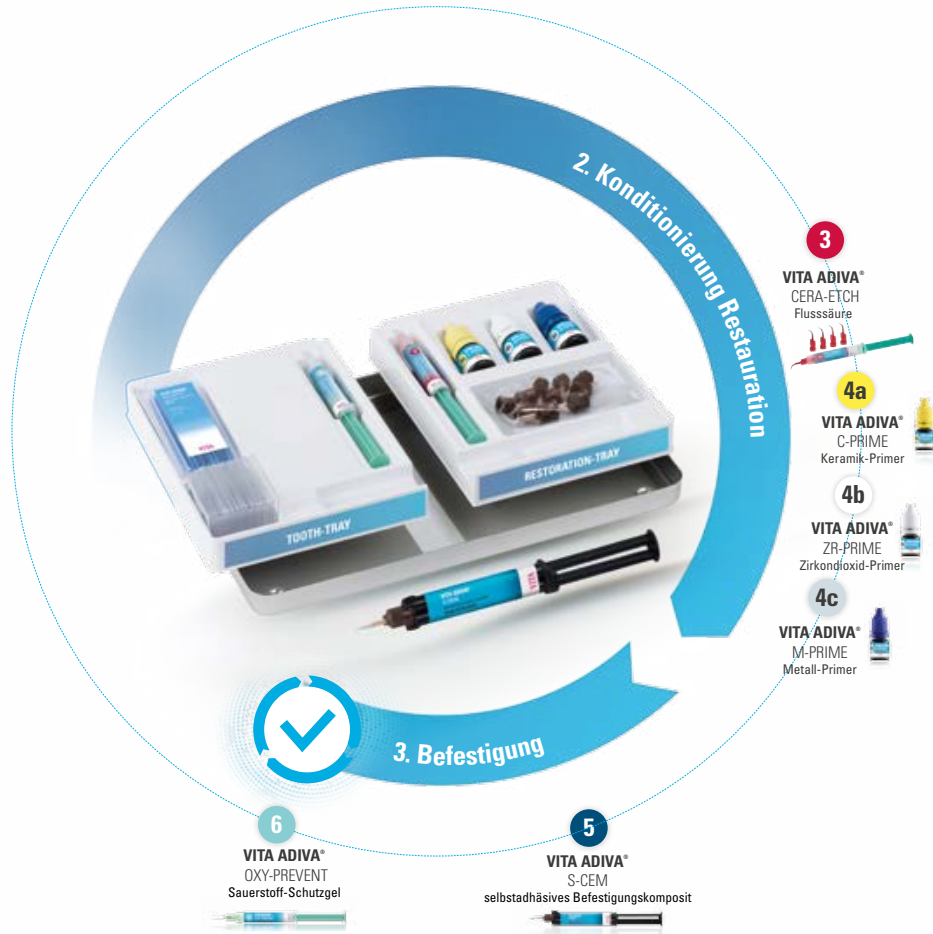 2. Konditionierung Restauration
3
VITA ADIVA®
CERA-ETCH
Flusssäure
4a
VITA ADIVA®
C-PRIME
Keramik-Primer
4b
VITA ADIVA®
ZR-PRIME
Zirkondioxid-Primer
4c
VITA ADIVA®
M-PRIME
Metall-Primer
RESTORATION-TRAY
TOOTH-TRAY
VITA
VITA
3. Befestigung
6
VITA ADIVA®
OXY-PREVENT
Sauerstoff-Schutzgel
5
VITA ADIVA®
S-CEM
selbstadhäsives Befestigungskomposit